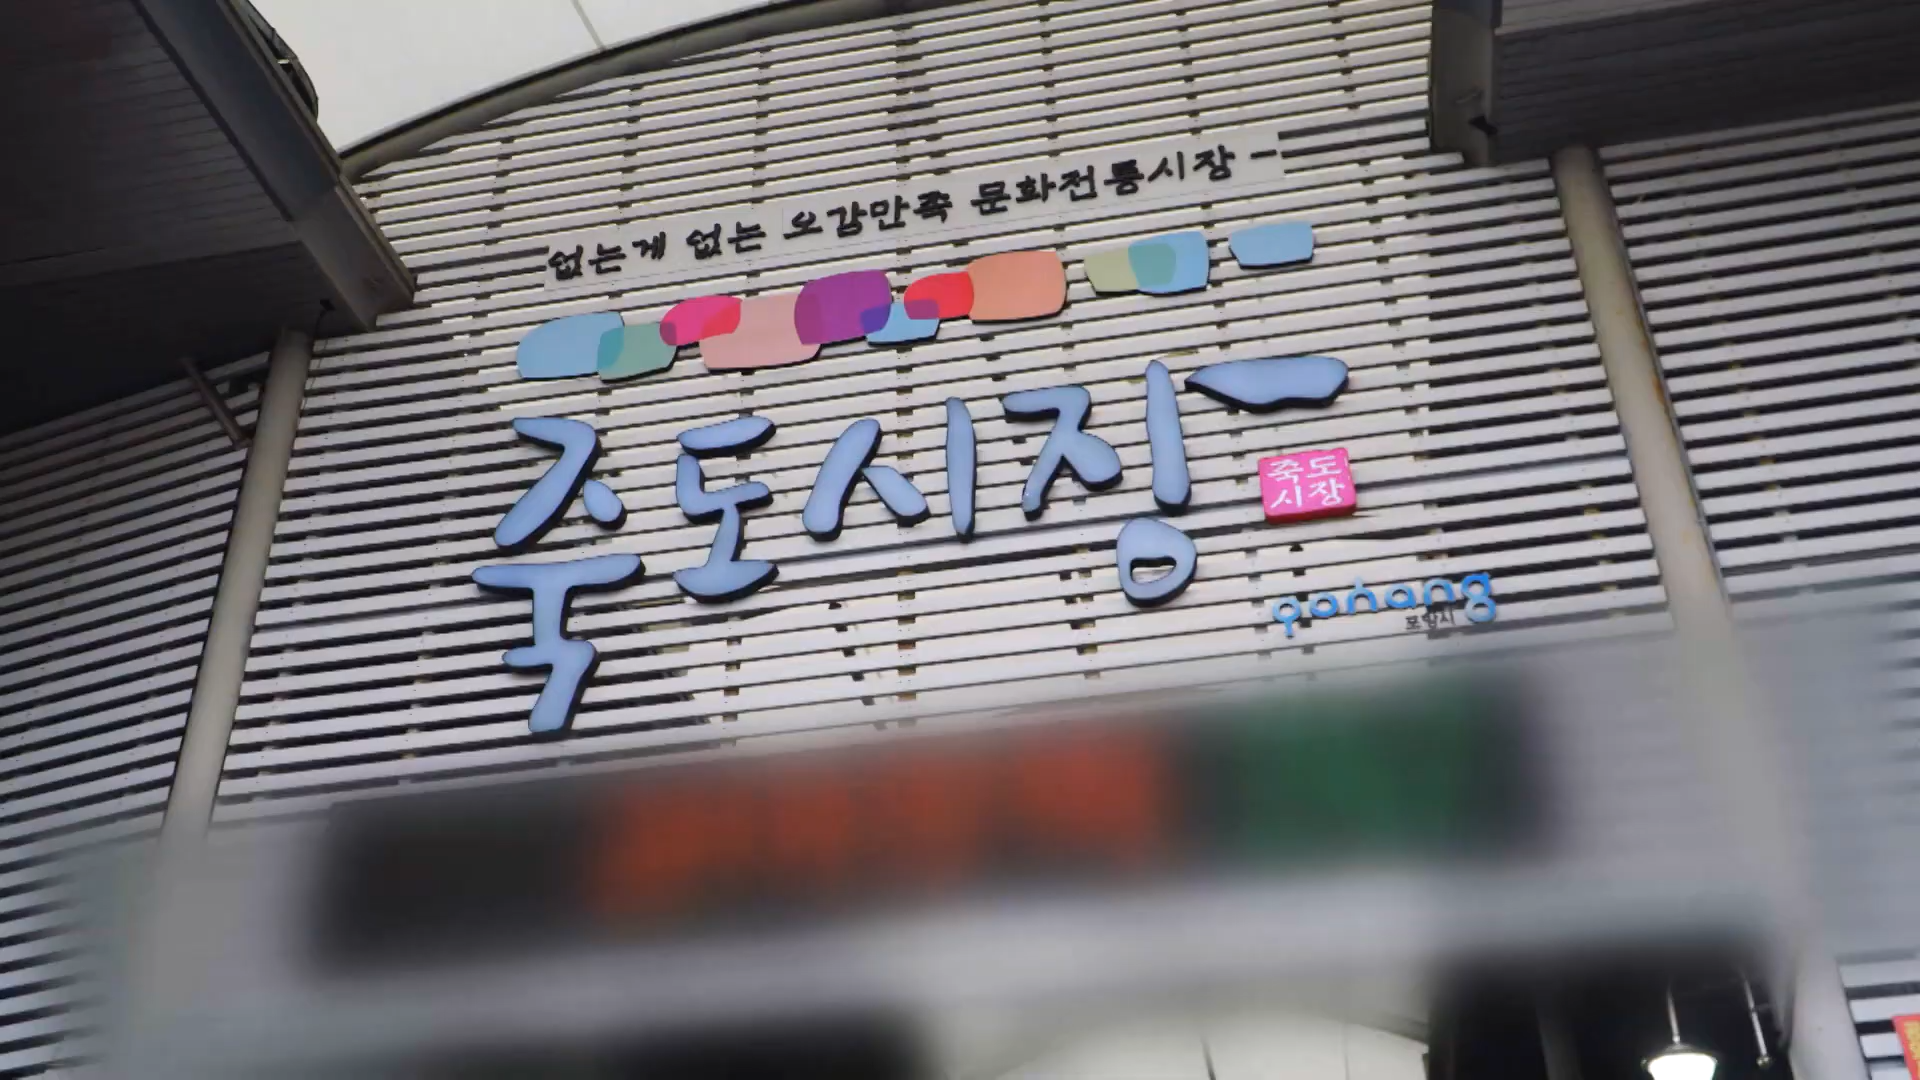 없는게 없는 오감만족 문화전통시장
죽도시장
죽도
시장
pohang
포항시